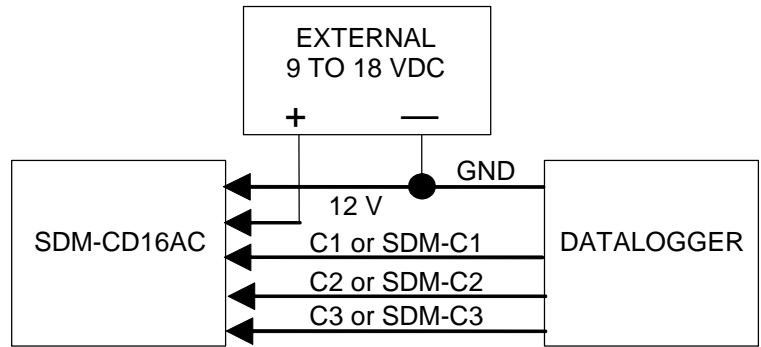 EXTERNAL
9 TO 18 VDC
+ —
GND
12 V
SDM-CD16AC
C1 or SDM-C1
DATALOGGER
C2 or SDM-C2
C3 or SDM-C3